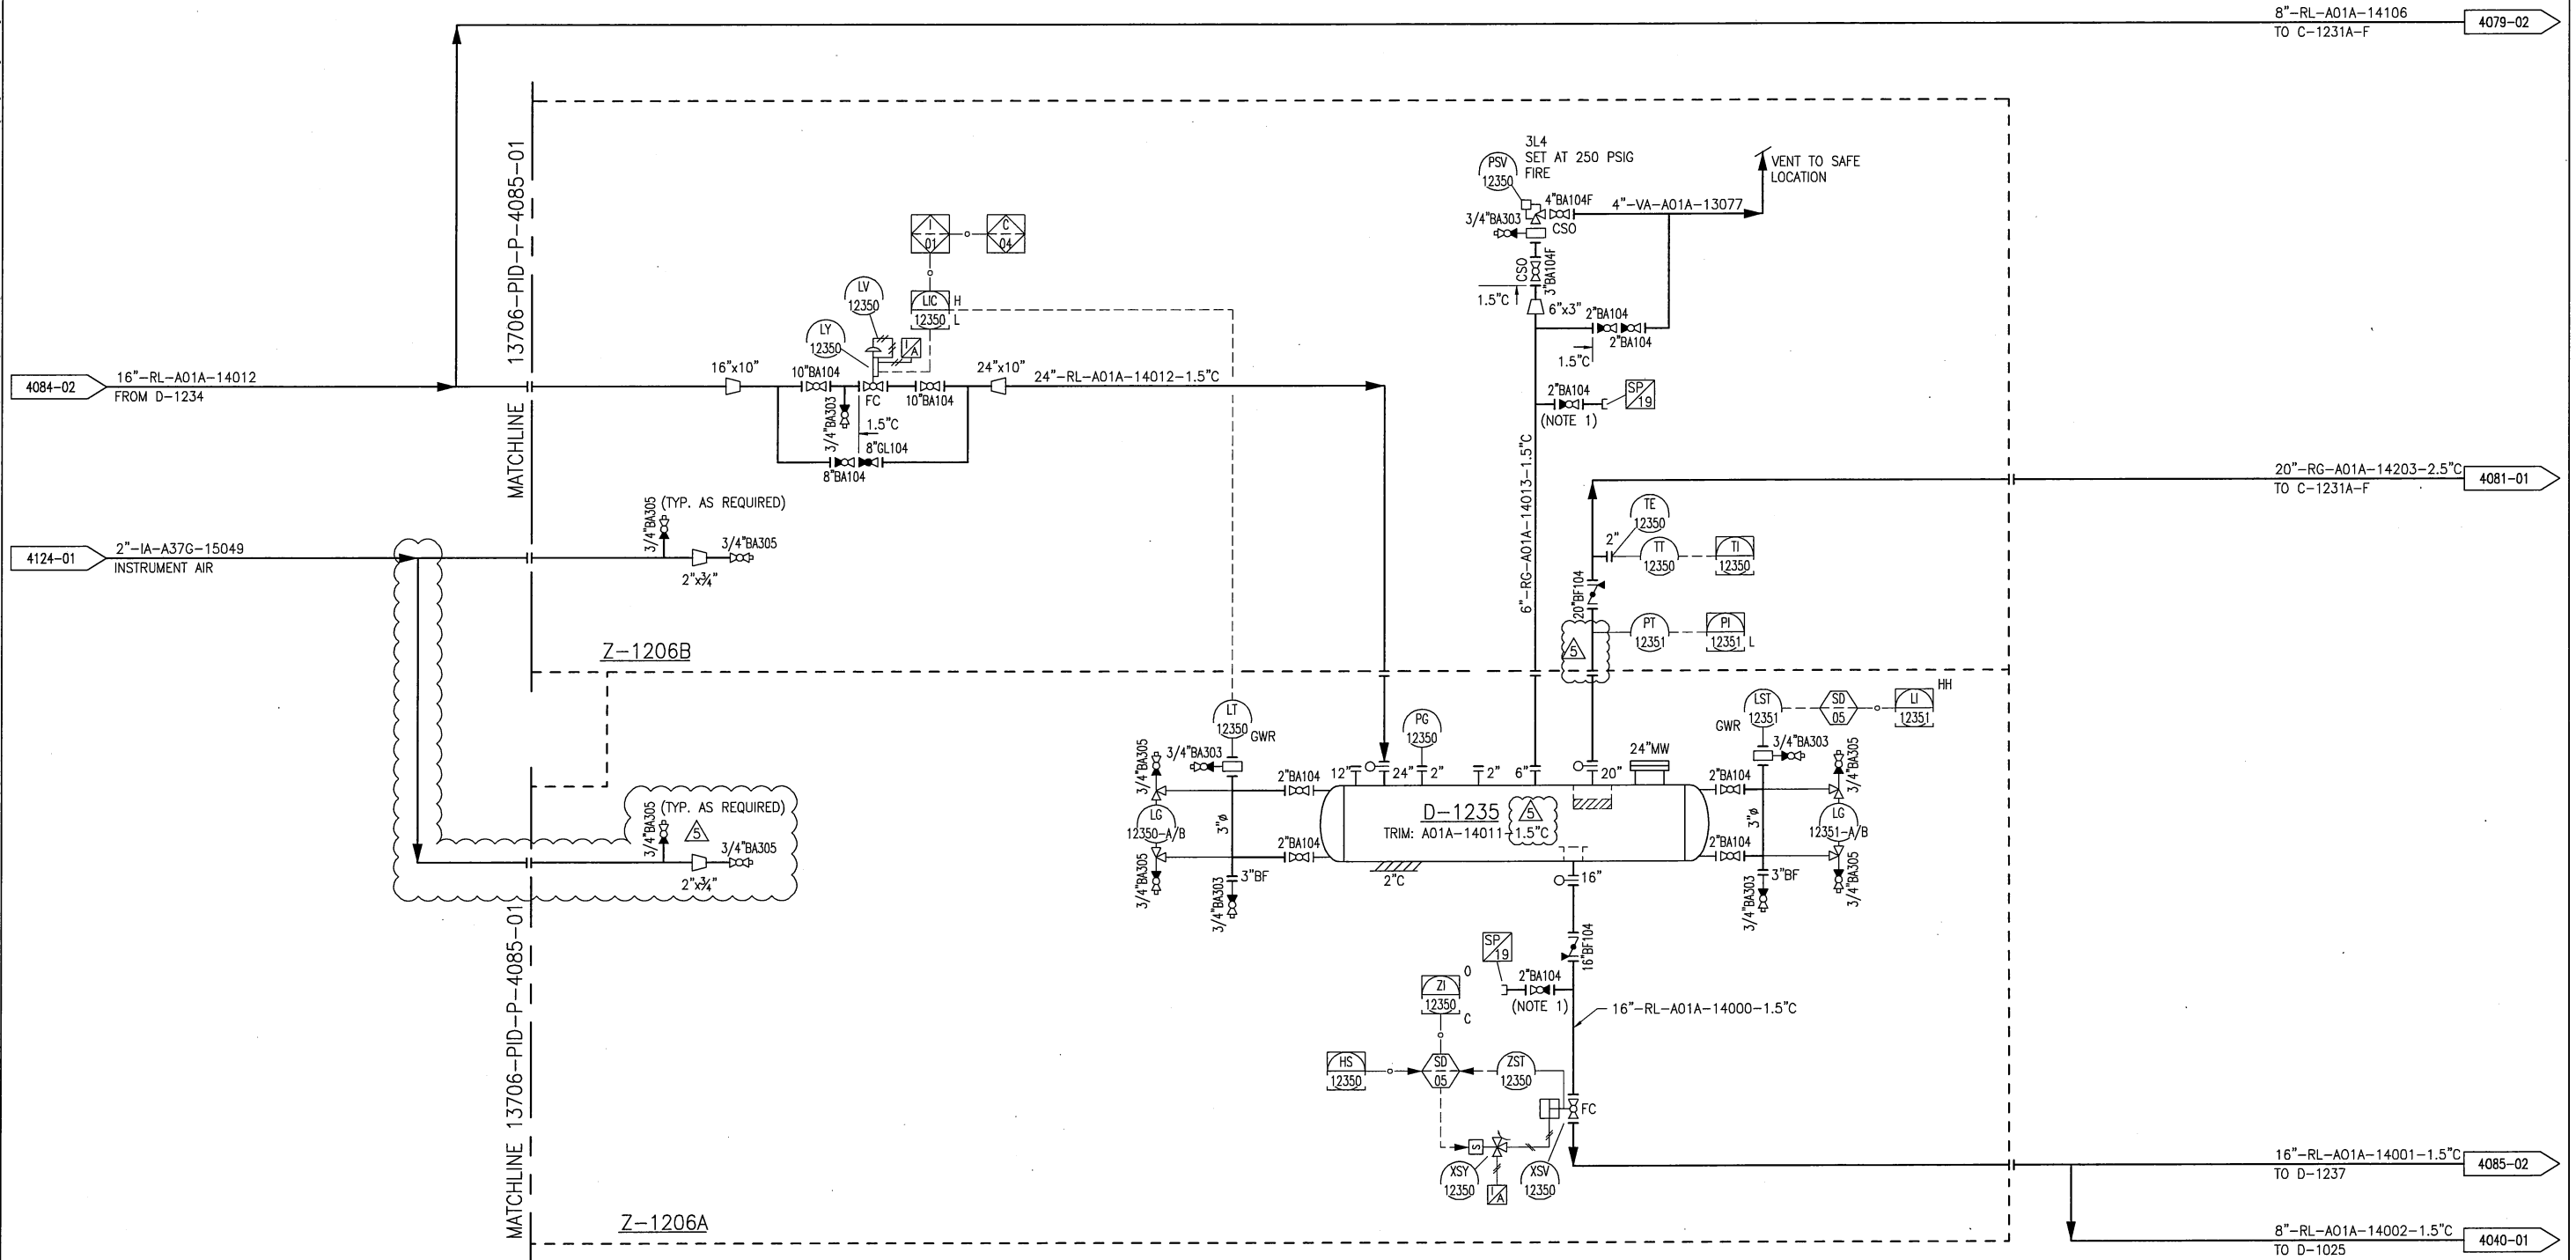 8"-RL-A01A-14106
TO C-1231A-F
4079-02
MATCHLINE 13706-PID-P-4085-01
3L4
SET AT 250 PSIG
FIRE
PSV
12350
4"BA104F
CSO
3/4"BA303
4"-VA-A01A-13077
VENT TO SAFE
LOCATION
CSO
3"BA104F
1.5"C
6"x3"
2"BA104
2"BA104
1.5"C
I
01
C
04
LV
12350
LIC
12350
H
L
LY
12350
I
A
4084-02
16"-RL-A01A-14012
FROM D-1234
16"x10"
10"BA104
FC
10"BA104
24"x10"
24"-RL-A01A-14012-1.5"C
3/4"BA303
1.5"C
8"GL104
8"BA104
2"BA104
(NOTE 1)
SP
19
6"-RG-A01A-14013-1.5"C
20"-RG-A01A-14203-2.5"C
TO C-1231A-F
4081-01
4124-01
2"-IA-A37G-15049
INSTRUMENT AIR
3/4"BA305
(TYP. AS REQUIRED)
3/4"BA305
2"x3/4"
TE
12350
2"
TT
12350
TI
12350
20"BF104
PT
12351
PI
12351
L
5
Z-1206B
LT
12350
GWR
3/4"BA303
3/4"BA305
PG
12350
12"
24"
2"
2"
6"
20"
24"MW
LST
12351
GWR
SD
05
LI
12351
HH
3/4"BA303
3/4"BA305
2"BA104
2"BA104
LG
12350-A/B
3"ø
D-1235
5
TRIM: A01A-14011-1.5"C
3"ø
LG
12351-A/B
2"BA104
2"BA104
3/4"BA305
3"BF
3/4"BA303
2"C
16"
3"BF
3/4"BA303
3/4"BA305
3/4"BA305
(TYP. AS REQUIRED)
5
3/4"BA305
2"x3/4"
MATCHLINE 13706-PID-P-4085-01
16"BF104
SP
19
2"BA104
(NOTE 1)
16"-RL-A01A-14000-1.5"C
ZI
12350
O
C
HS
12350
SD
05
ZST
12350
FC
S
XSY
12350
I
A
XSV
12350
16"-RL-A01A-14001-1.5"C
TO D-1237
4085-02
Z-1206A
8"-RL-A01A-14002-1.5"C
TO D-1025
4040-01